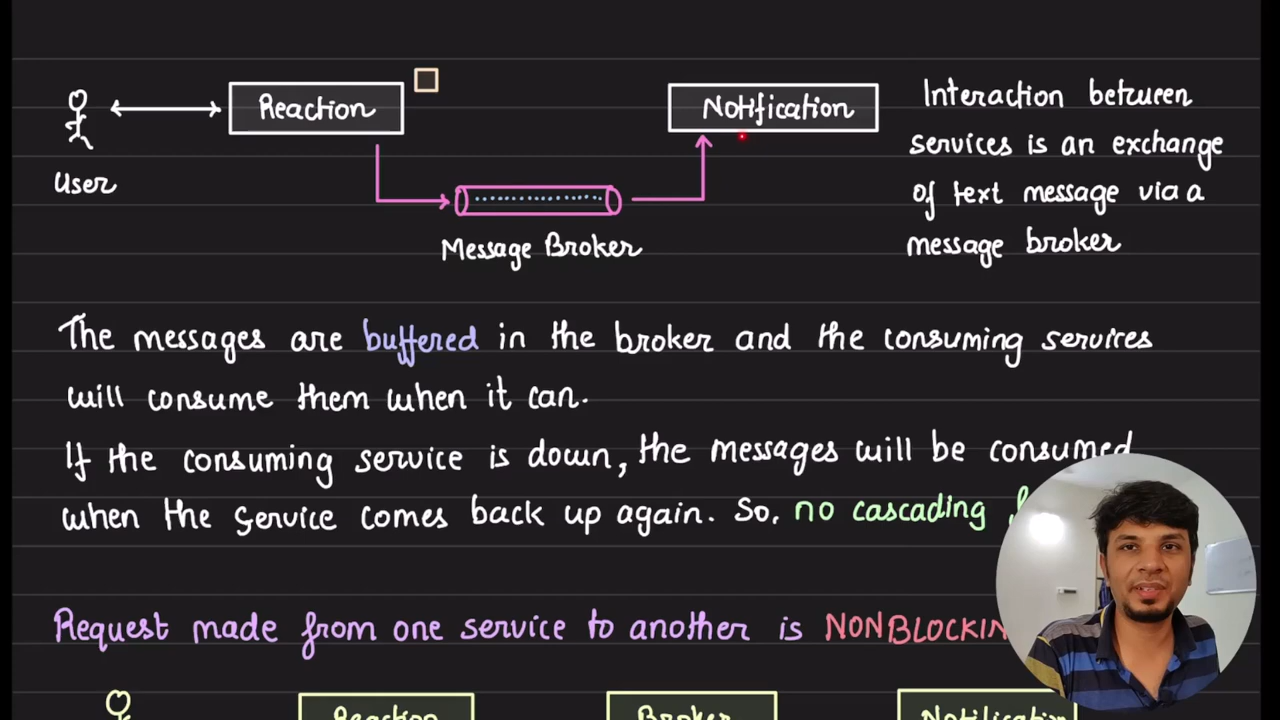 Reaction
Notification
User
Message Broker
Interaction between
services is an exchange
of text message via a
message broker
The messages are buffered in the broker and the consuming services
will consume them when it can.
If the consuming service is down, the messages will be consumed
when the service comes back up again. So, no cascading
Request made from one service to another is
Reaction
Broker
Notification